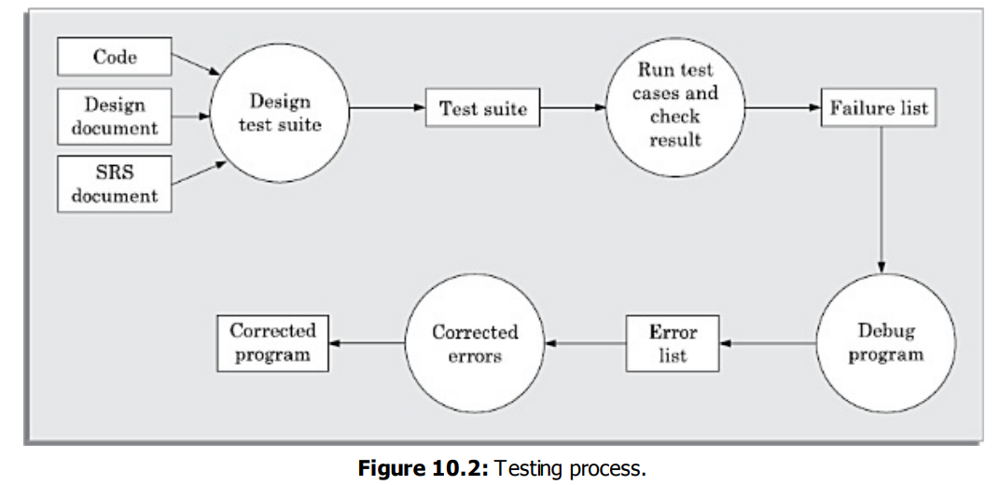 Code
Design
document
SRS
document
Design
test suite
Test suite
Run test
cases and
check
result
Failure list
Debug
program
Error
list
Corrected
errors
Corrected
program
Figure 10.2: Testing process.